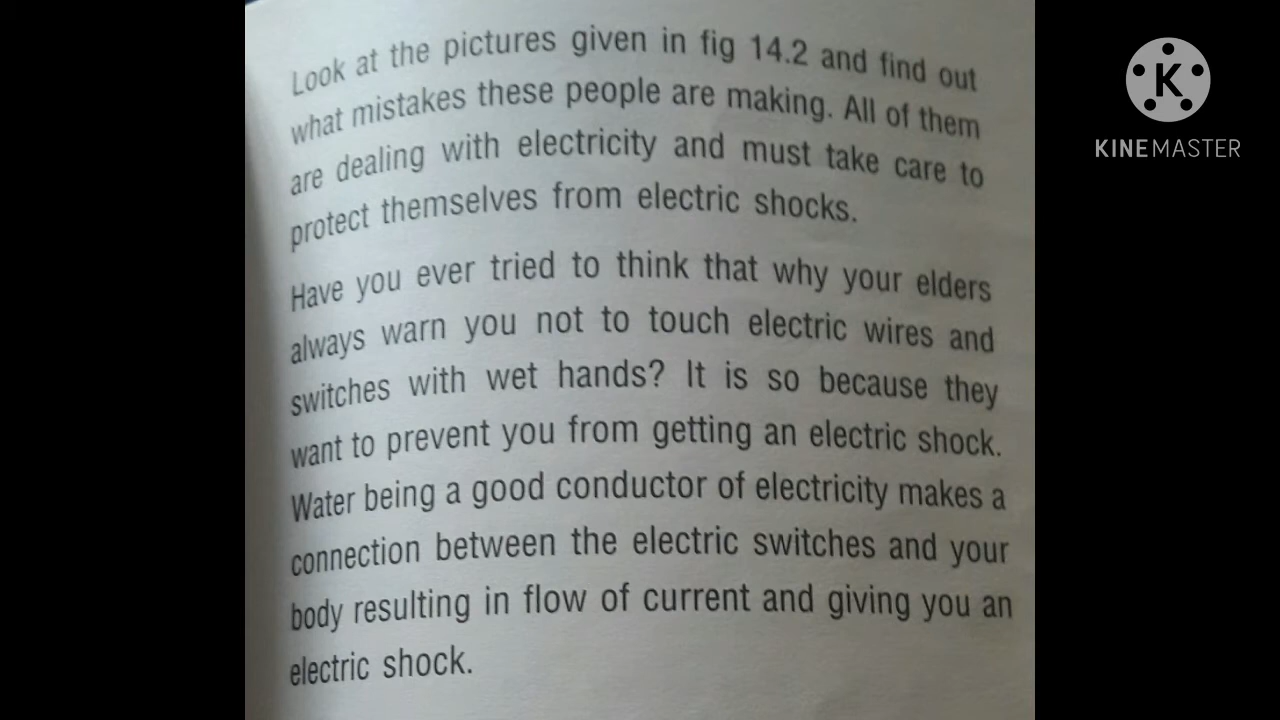 Look at the pictures given in fig 14.2 and find out
what mistakes these people are making. All of them
are dealing with electricity and must take care to
protect themselves from electric shocks.
Have you ever tried to think that why your elders
always warn you not to touch electric wires and
switches with wet hands? It is so because they
want to prevent you from getting an electric shock.
Water being a good conductor of electricity makes a
connection between the electric switches and your
body resulting in flow of current and giving you an
electric shock.
K
KINEMASTER